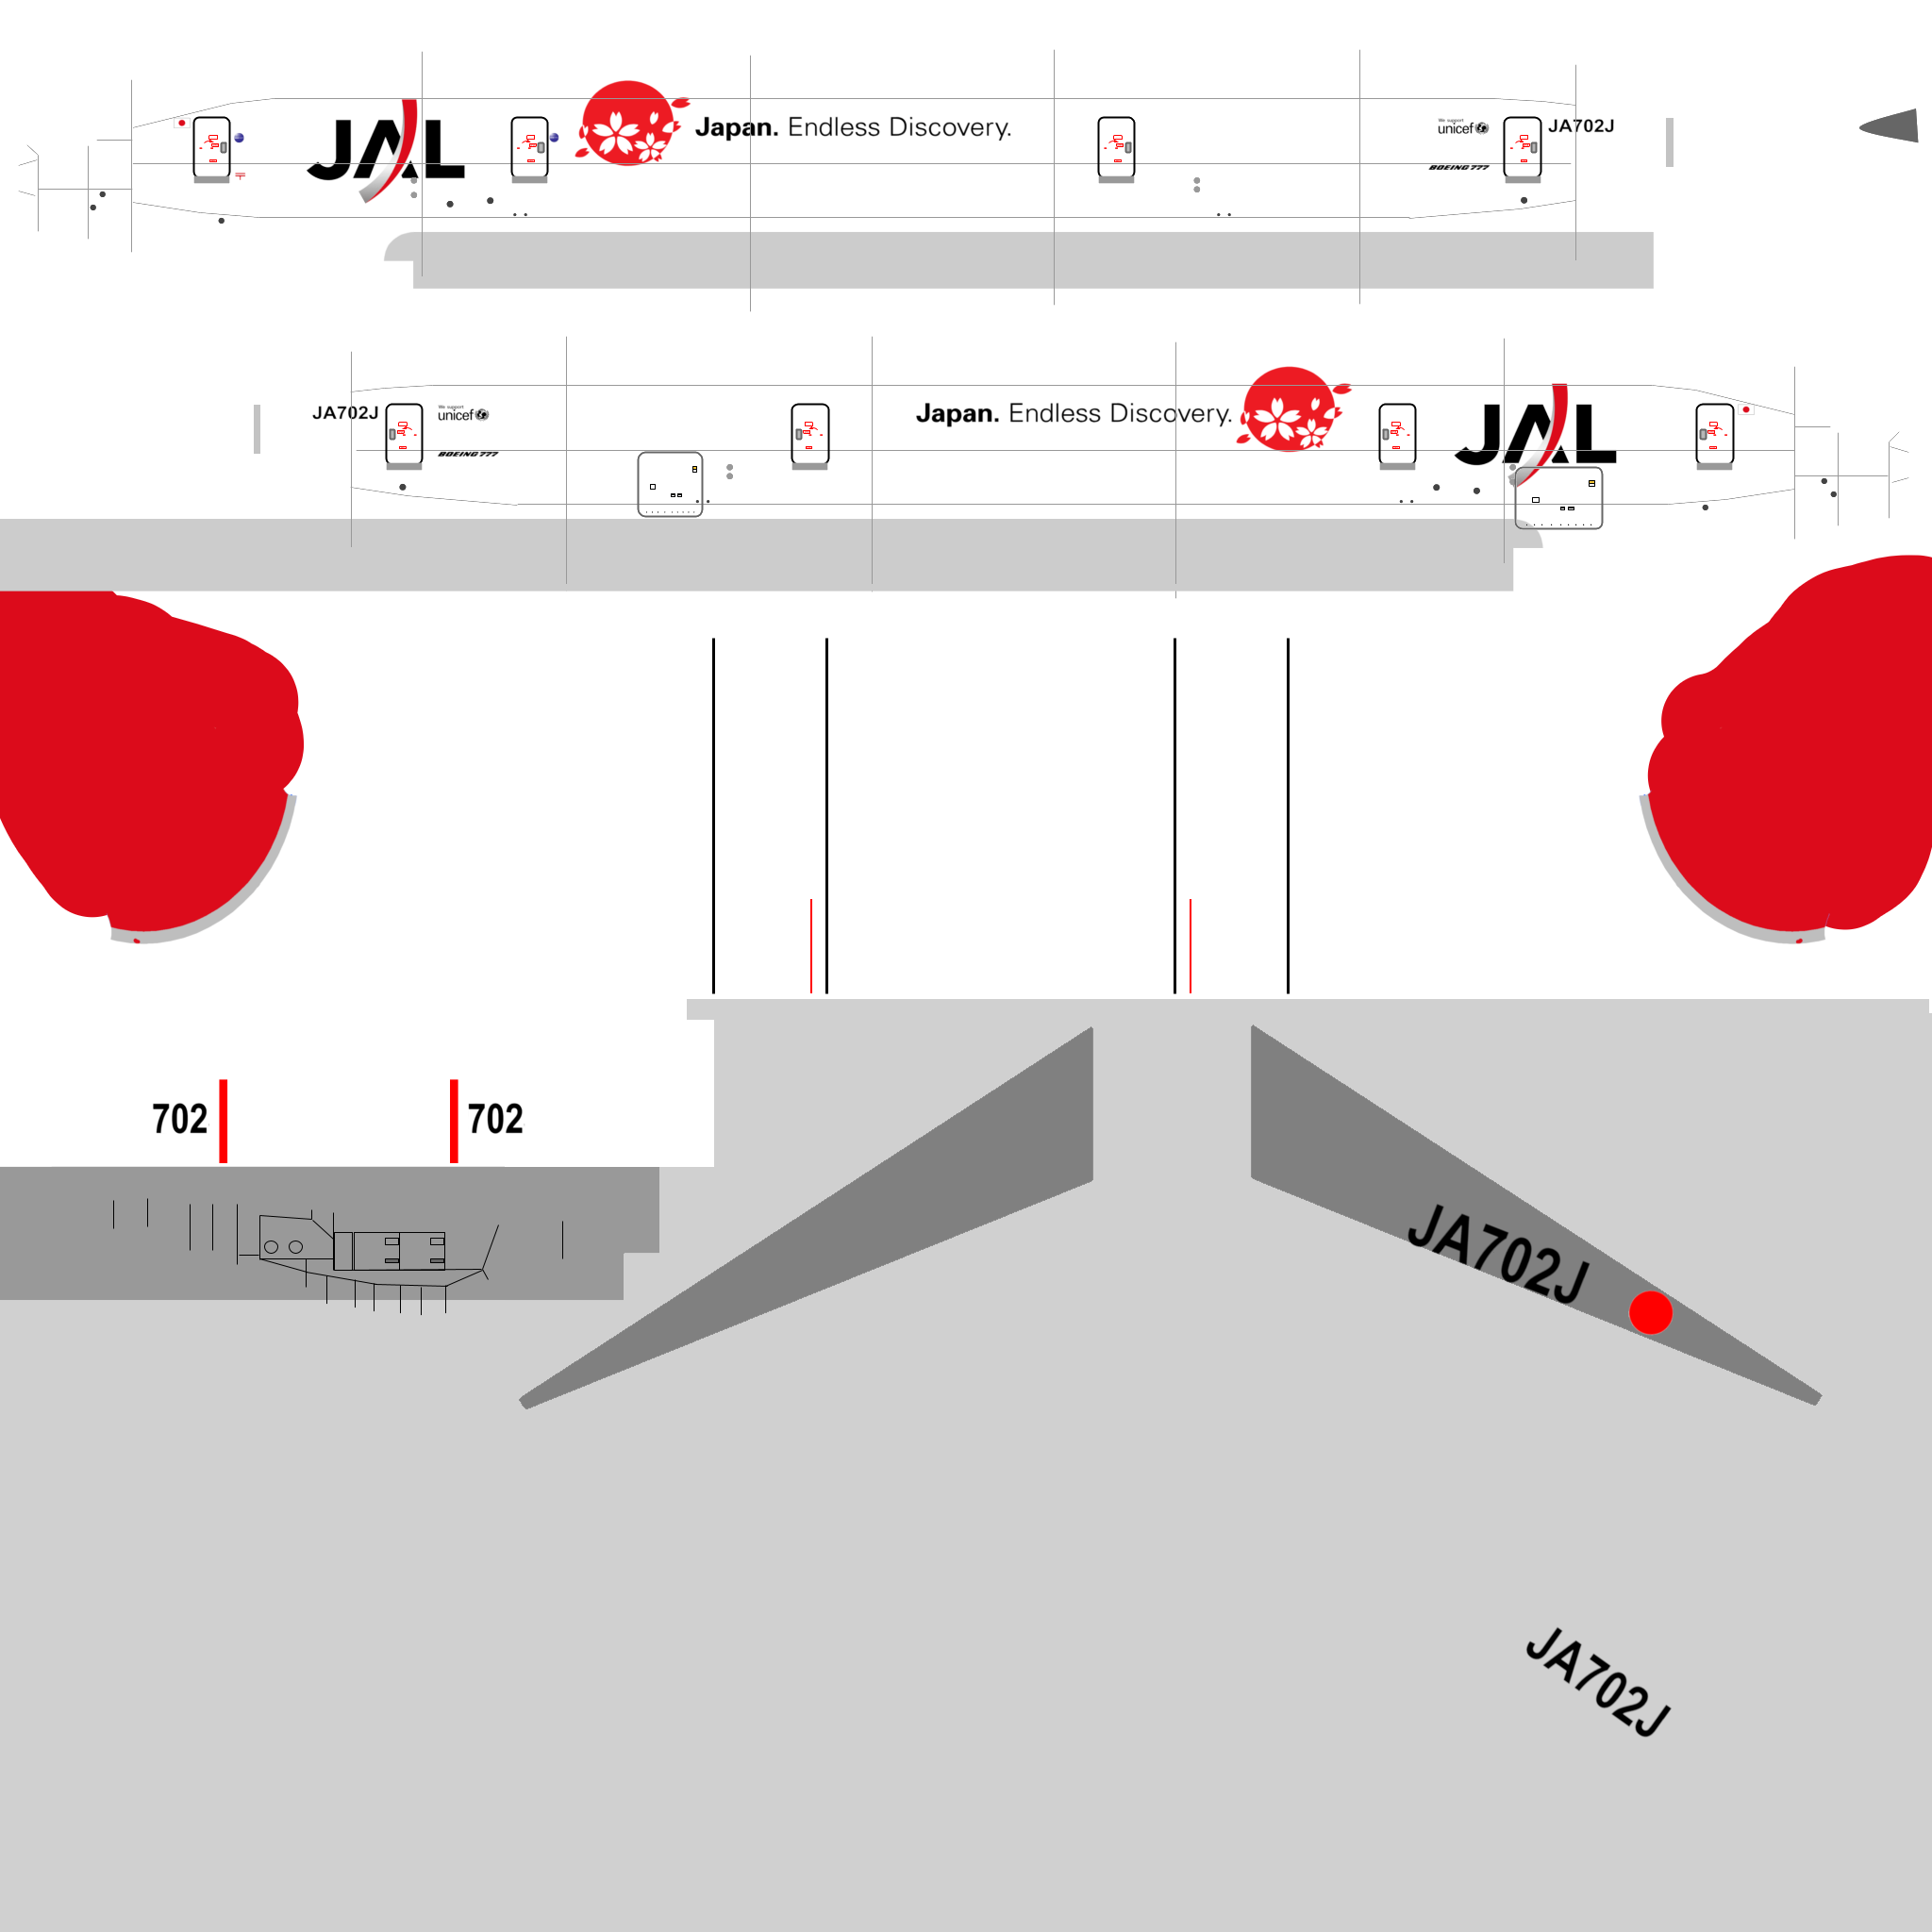 JAL
Japan. Endless Discovery.
We support
unicef
JA702J
BOEING 777
JA702J
We support
unicef
BOEING 777
Japan. Endless Discovery.
JAL
702
702
JA702J
JA702J